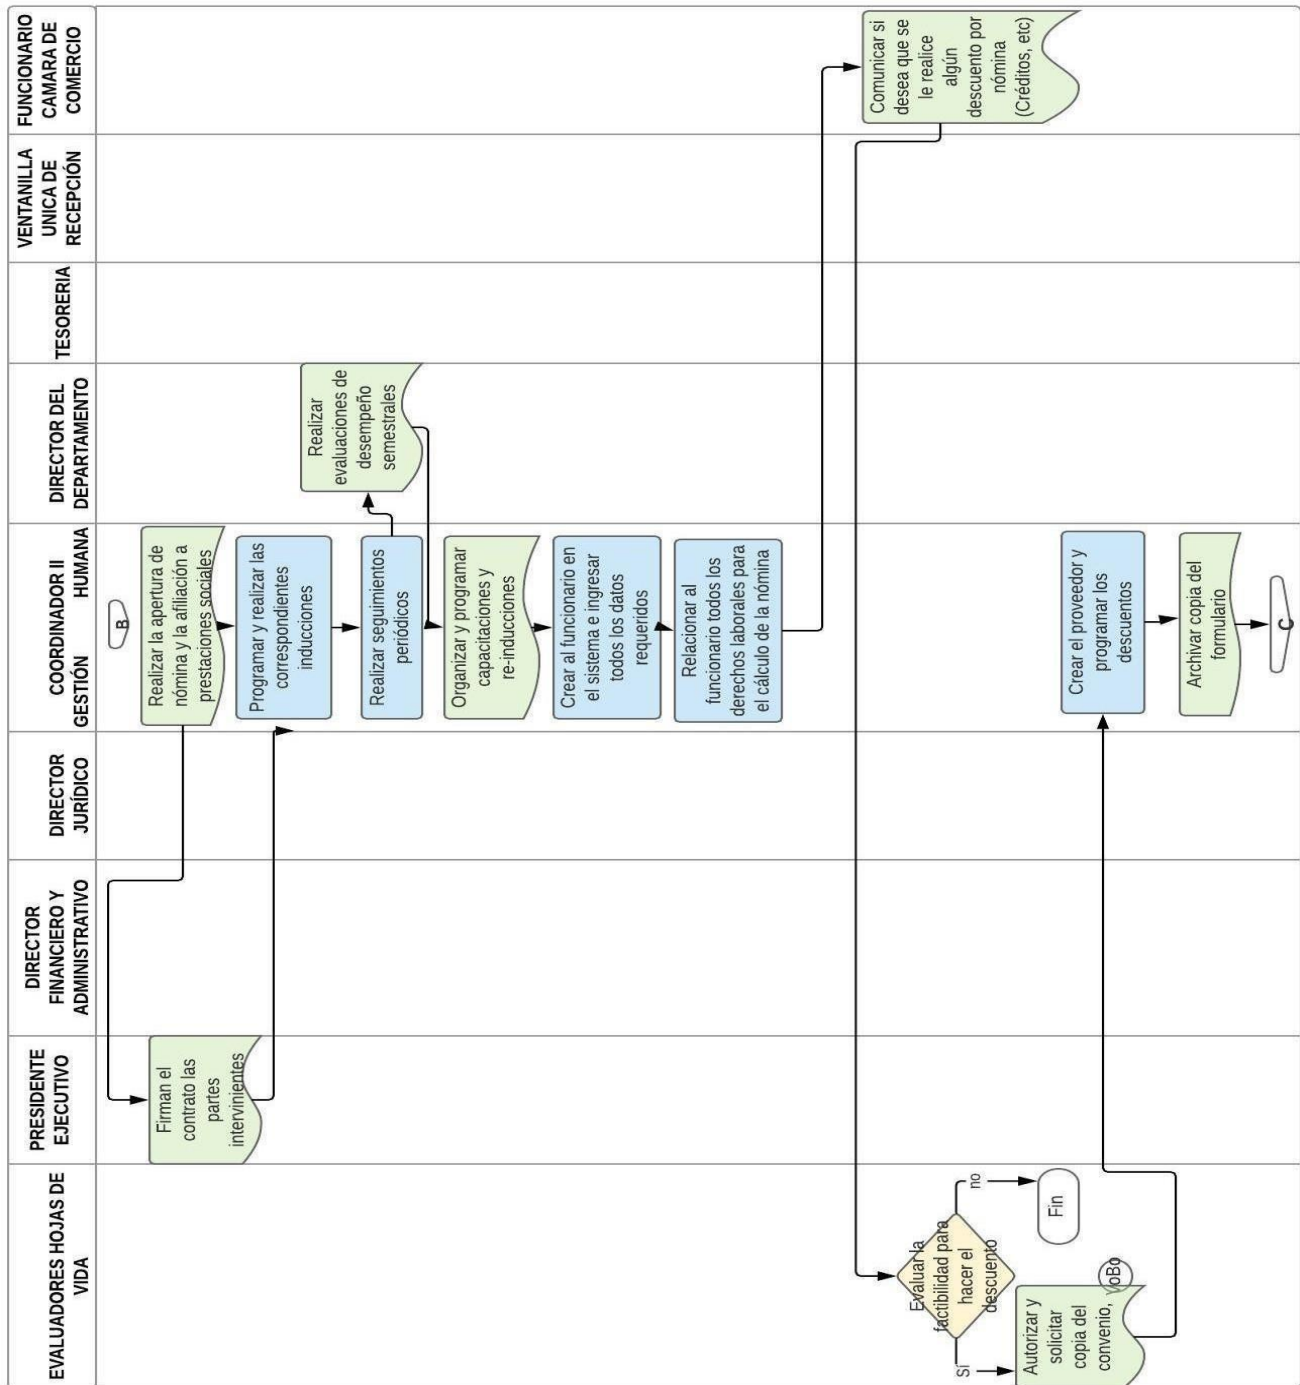 EVALUADORES HOJAS DE
VIDA
PRESIDENTE
EJECUTIVO
DIRECTOR
FINANCIERO Y
ADMINISTRATIVO
DIRECTOR
JURÍDICO
COORDINADOR II
GESTIÓN HUMANA
DIRECTOR DEL
DEPARTAMENTO
TESORERIA
VENTANILLA
UNICA DE
RECEPCIÓN
FUNCIONARIO
CAMARA DE
COMERCIO
B
Realizar la apertura de
nómina y la afiliación a
prestaciones sociales
Firman el
contrato las
partes
intervinientes
Programar y realizar las
correspondientes
inducciones
Realizar seguimientos
periódicos
Realizar
evaluaciones de
desempeño
semestrales
Organizar y programar
capacitaciones y
re-inducciones
Crear al funcionario en
el sistema e ingresar
todos los datos
requeridos
Relacionar al
funcionario todos los
derechos laborales para
el cálculo de la nómina
Comunicar si
desea que se
le realice
algún
descuento por
nómina
(Créditos, etc)
Evaluar la
factibilidad para
hacer el
descuento
no
Fin
Sí
Autorizar y
solicitar
copia del
convenio,
VoBo
Crear el proveedor y
programar los
descuentos
Archivar copia del
formulario
C